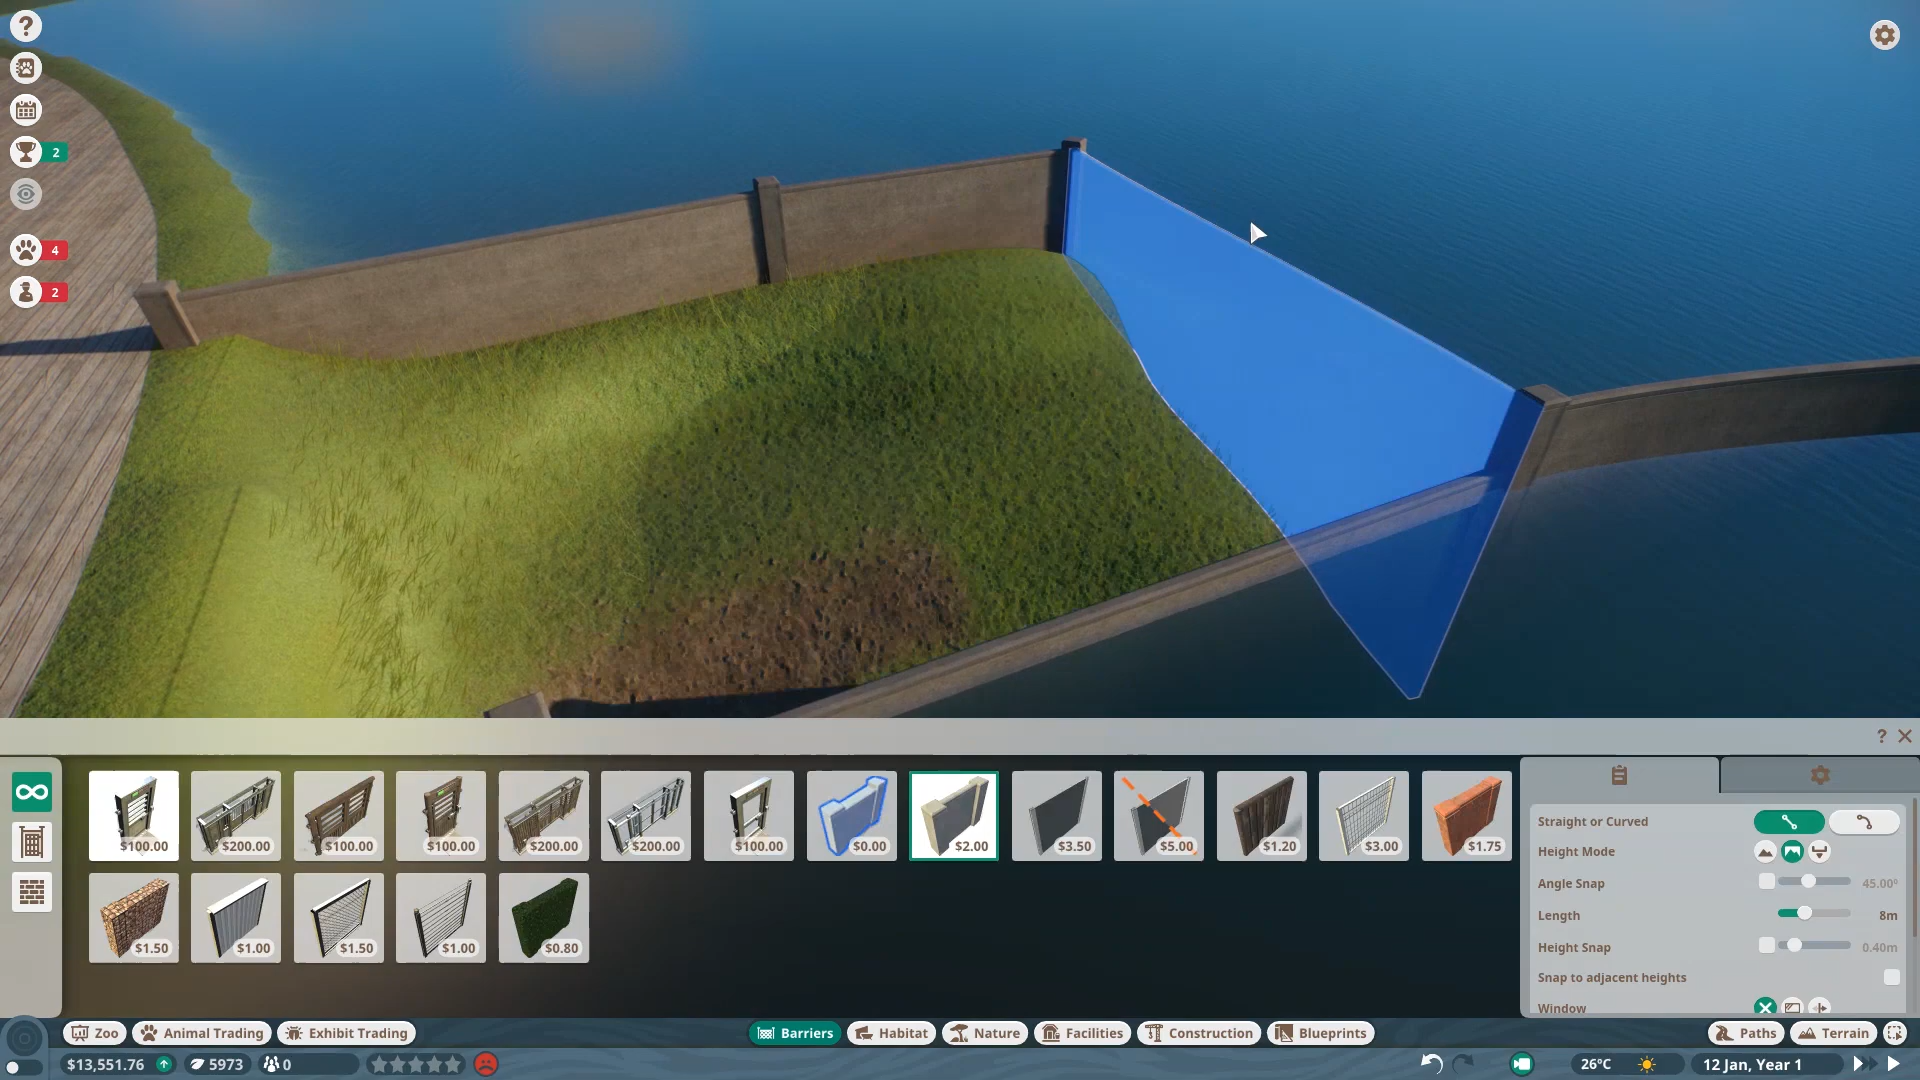 ?
2
4
2
?
$100.00 $200.00 $100.00 $100.00 $200.00 $200.00 $100.00 $0.00 $2.00 $3.50 $5.00 $1.20 $3.00 $1.75
$1.50 $1.00 $1.50 $1.00 $0.80
Straight or Curved
Height Mode
Angle Snap 45.00º
Length 8m
Height Snap 0.40m
Snap to adjacent heights
Window
Zoo Animal Trading Exhibit Trading Barriers Habitat Nature Facilities Construction Blueprints Paths Terrain
$13,551.76 5973 0 26ºC 12 Jan, Year 1